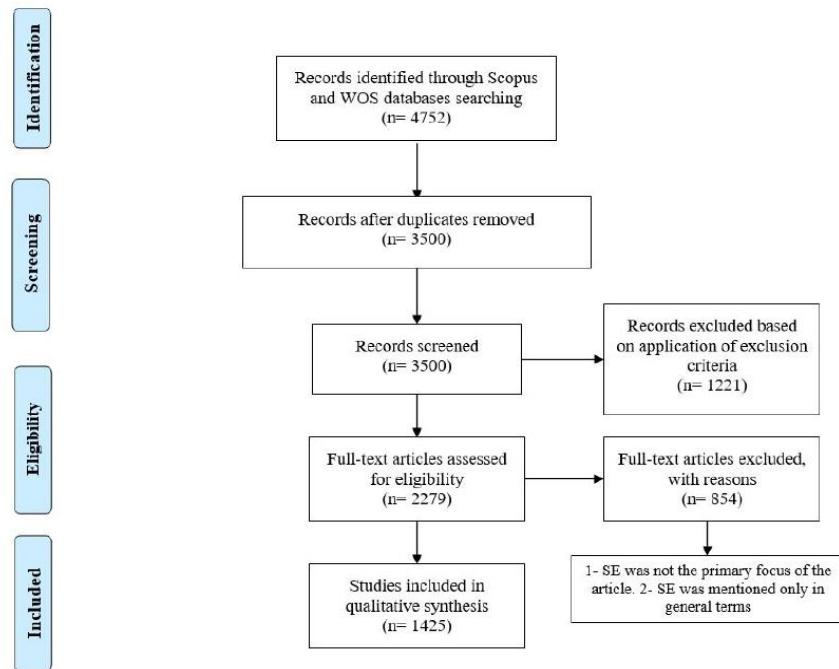 Identification
Records identified through Scopus
and WOS databases searching
(n= 4752)
Screening
Records after duplicates removed
(n= 3500)
Records screened
(n= 3500)
Records excluded based
on application of exclusion
criteria
(n= 1221)
Eligibility
Full-text articles assessed
for eligibility
(n= 2279)
Full-text articles excluded,
with reasons
(n= 854)
Included
Studies included in
qualitative synthesis
(n= 1425)
1- SE was not the primary focus of the
article. 2- SE was mentioned only in
general terms